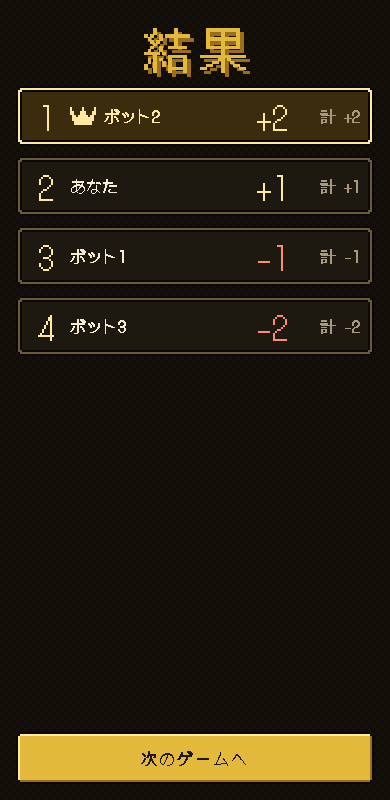 結果
1 ボット2 +2 計 +2
2 あなた +1 計 +1
3 ボット1 -1 計 -1
4 ボット3 -2 計 -2
次のゲームへ